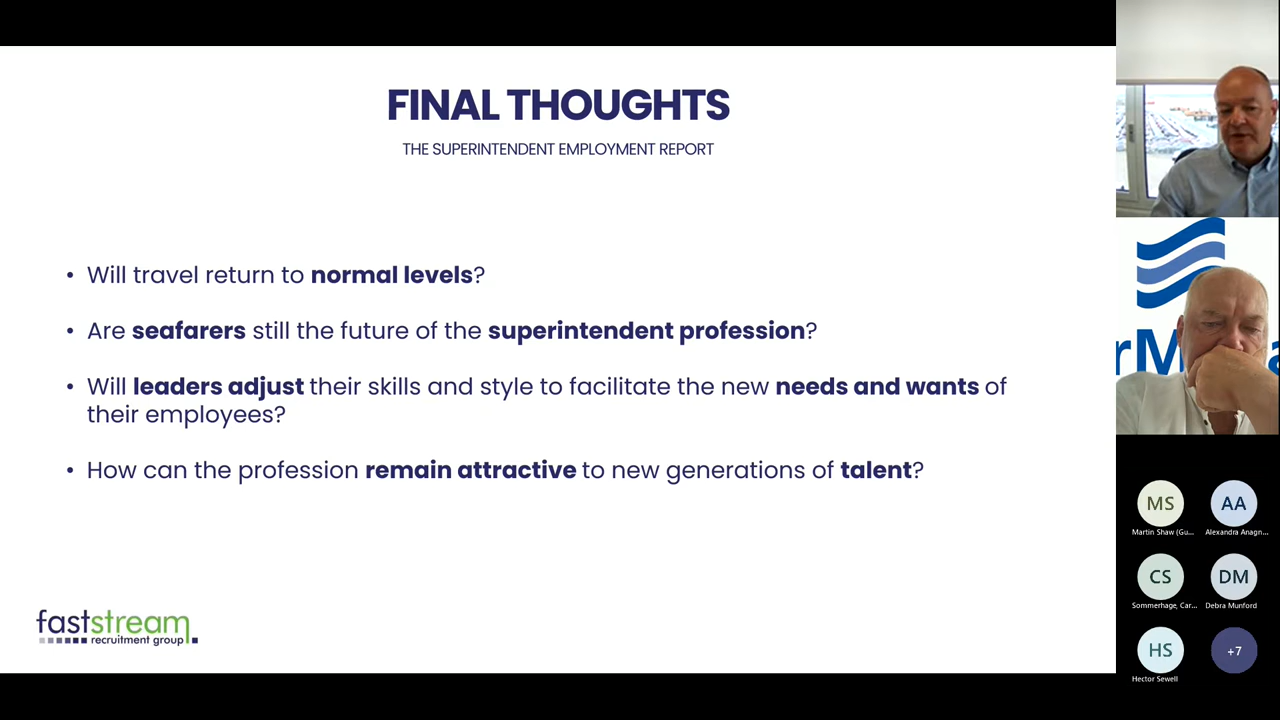 FINAL THOUGHTS
THE SUPERINTENDENT EMPLOYMENT REPORT
• Will travel return to normal levels?
• Are seafarers still the future of the superintendent profession?
• Will leaders adjust their skills and style to facilitate the new needs and wants of
their employees?
• How can the profession remain attractive to new generations of talent?
faststream
recruitment group
rM
a
MS
AA
Martin Shaw (Gu...
Alexandra Anagn...
CS
DM
Sommerhage, Car...
Debra Munford
HS
+7
Hector Sewell